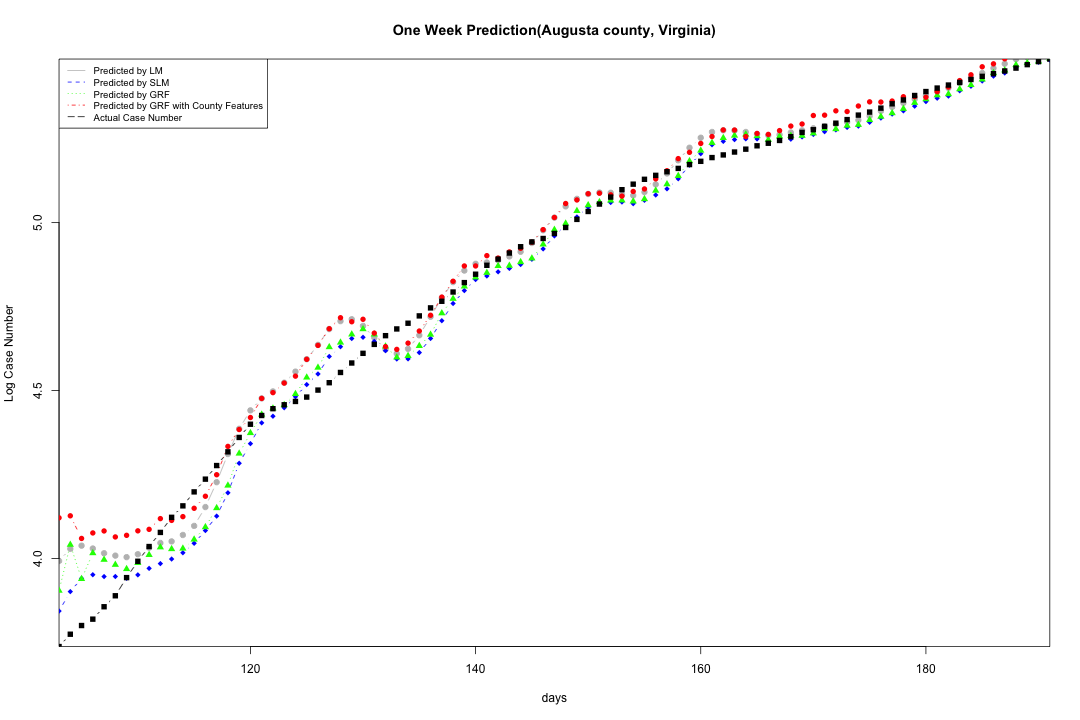 One Week Prediction(Augusta county, Virginia)
Predicted by LM
Predicted by SLM
Predicted by GRF
Predicted by GRF with County Features
Actual Case Number
Log Case Number
5.0
4.5
4.0
120 140 160 180
days